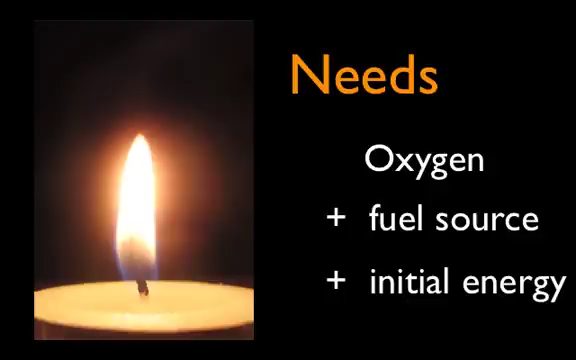 Needs
Oxygen
+ fuel source
+ initial energy